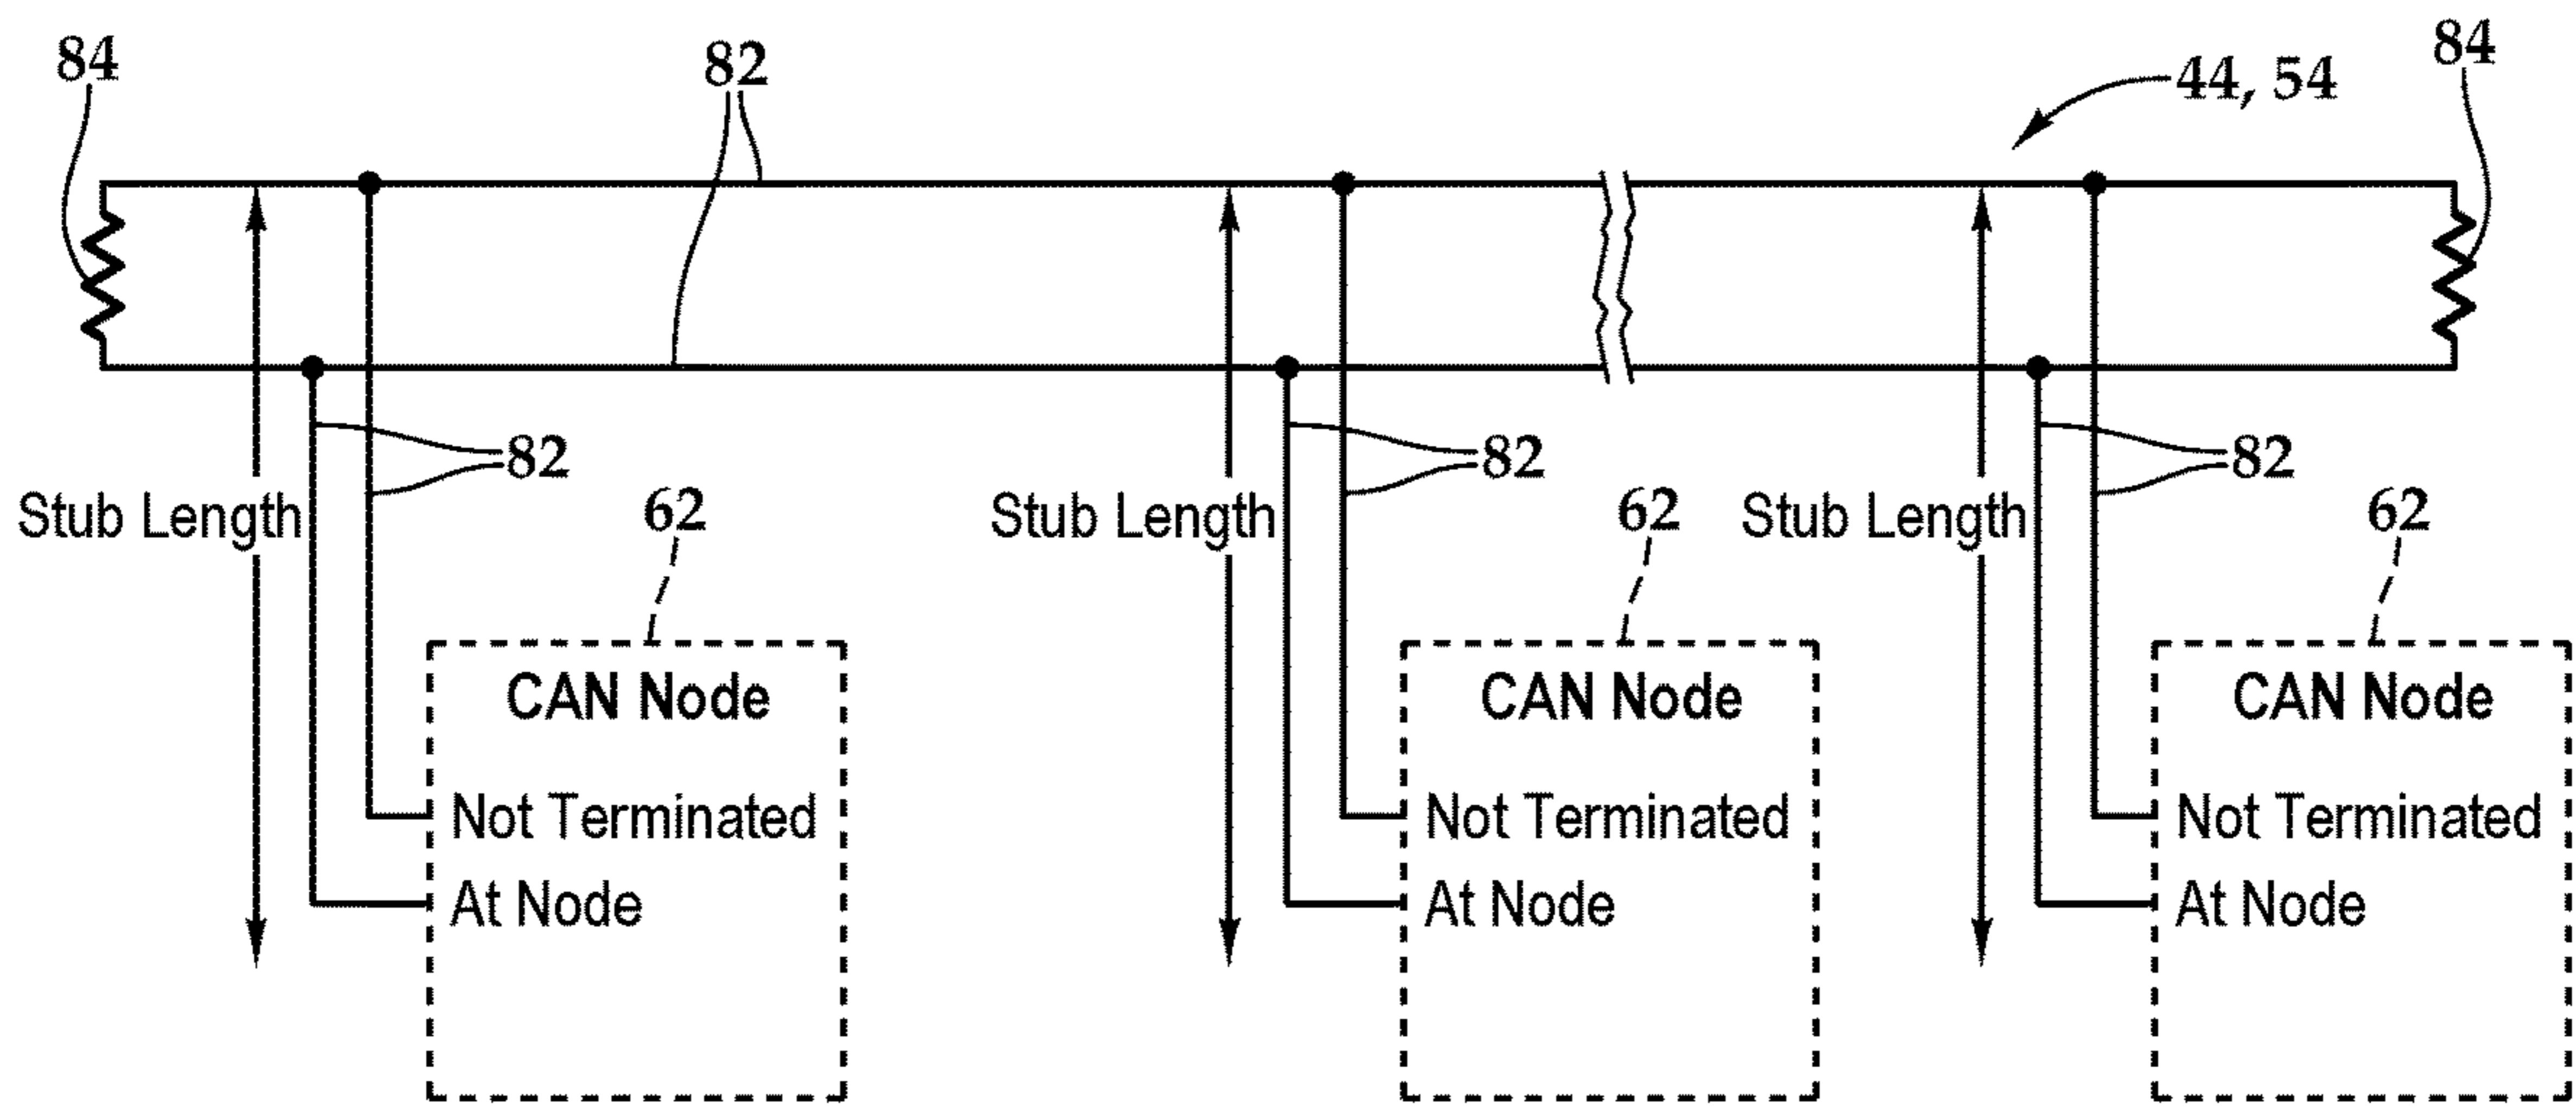 84
82
44, 54
84
82
82
82
Stub Length
62
Stub Length
62
Stub Length
62
CAN Node
CAN Node
CAN Node
Not Terminated
Not Terminated
Not Terminated
At Node
At Node
At Node